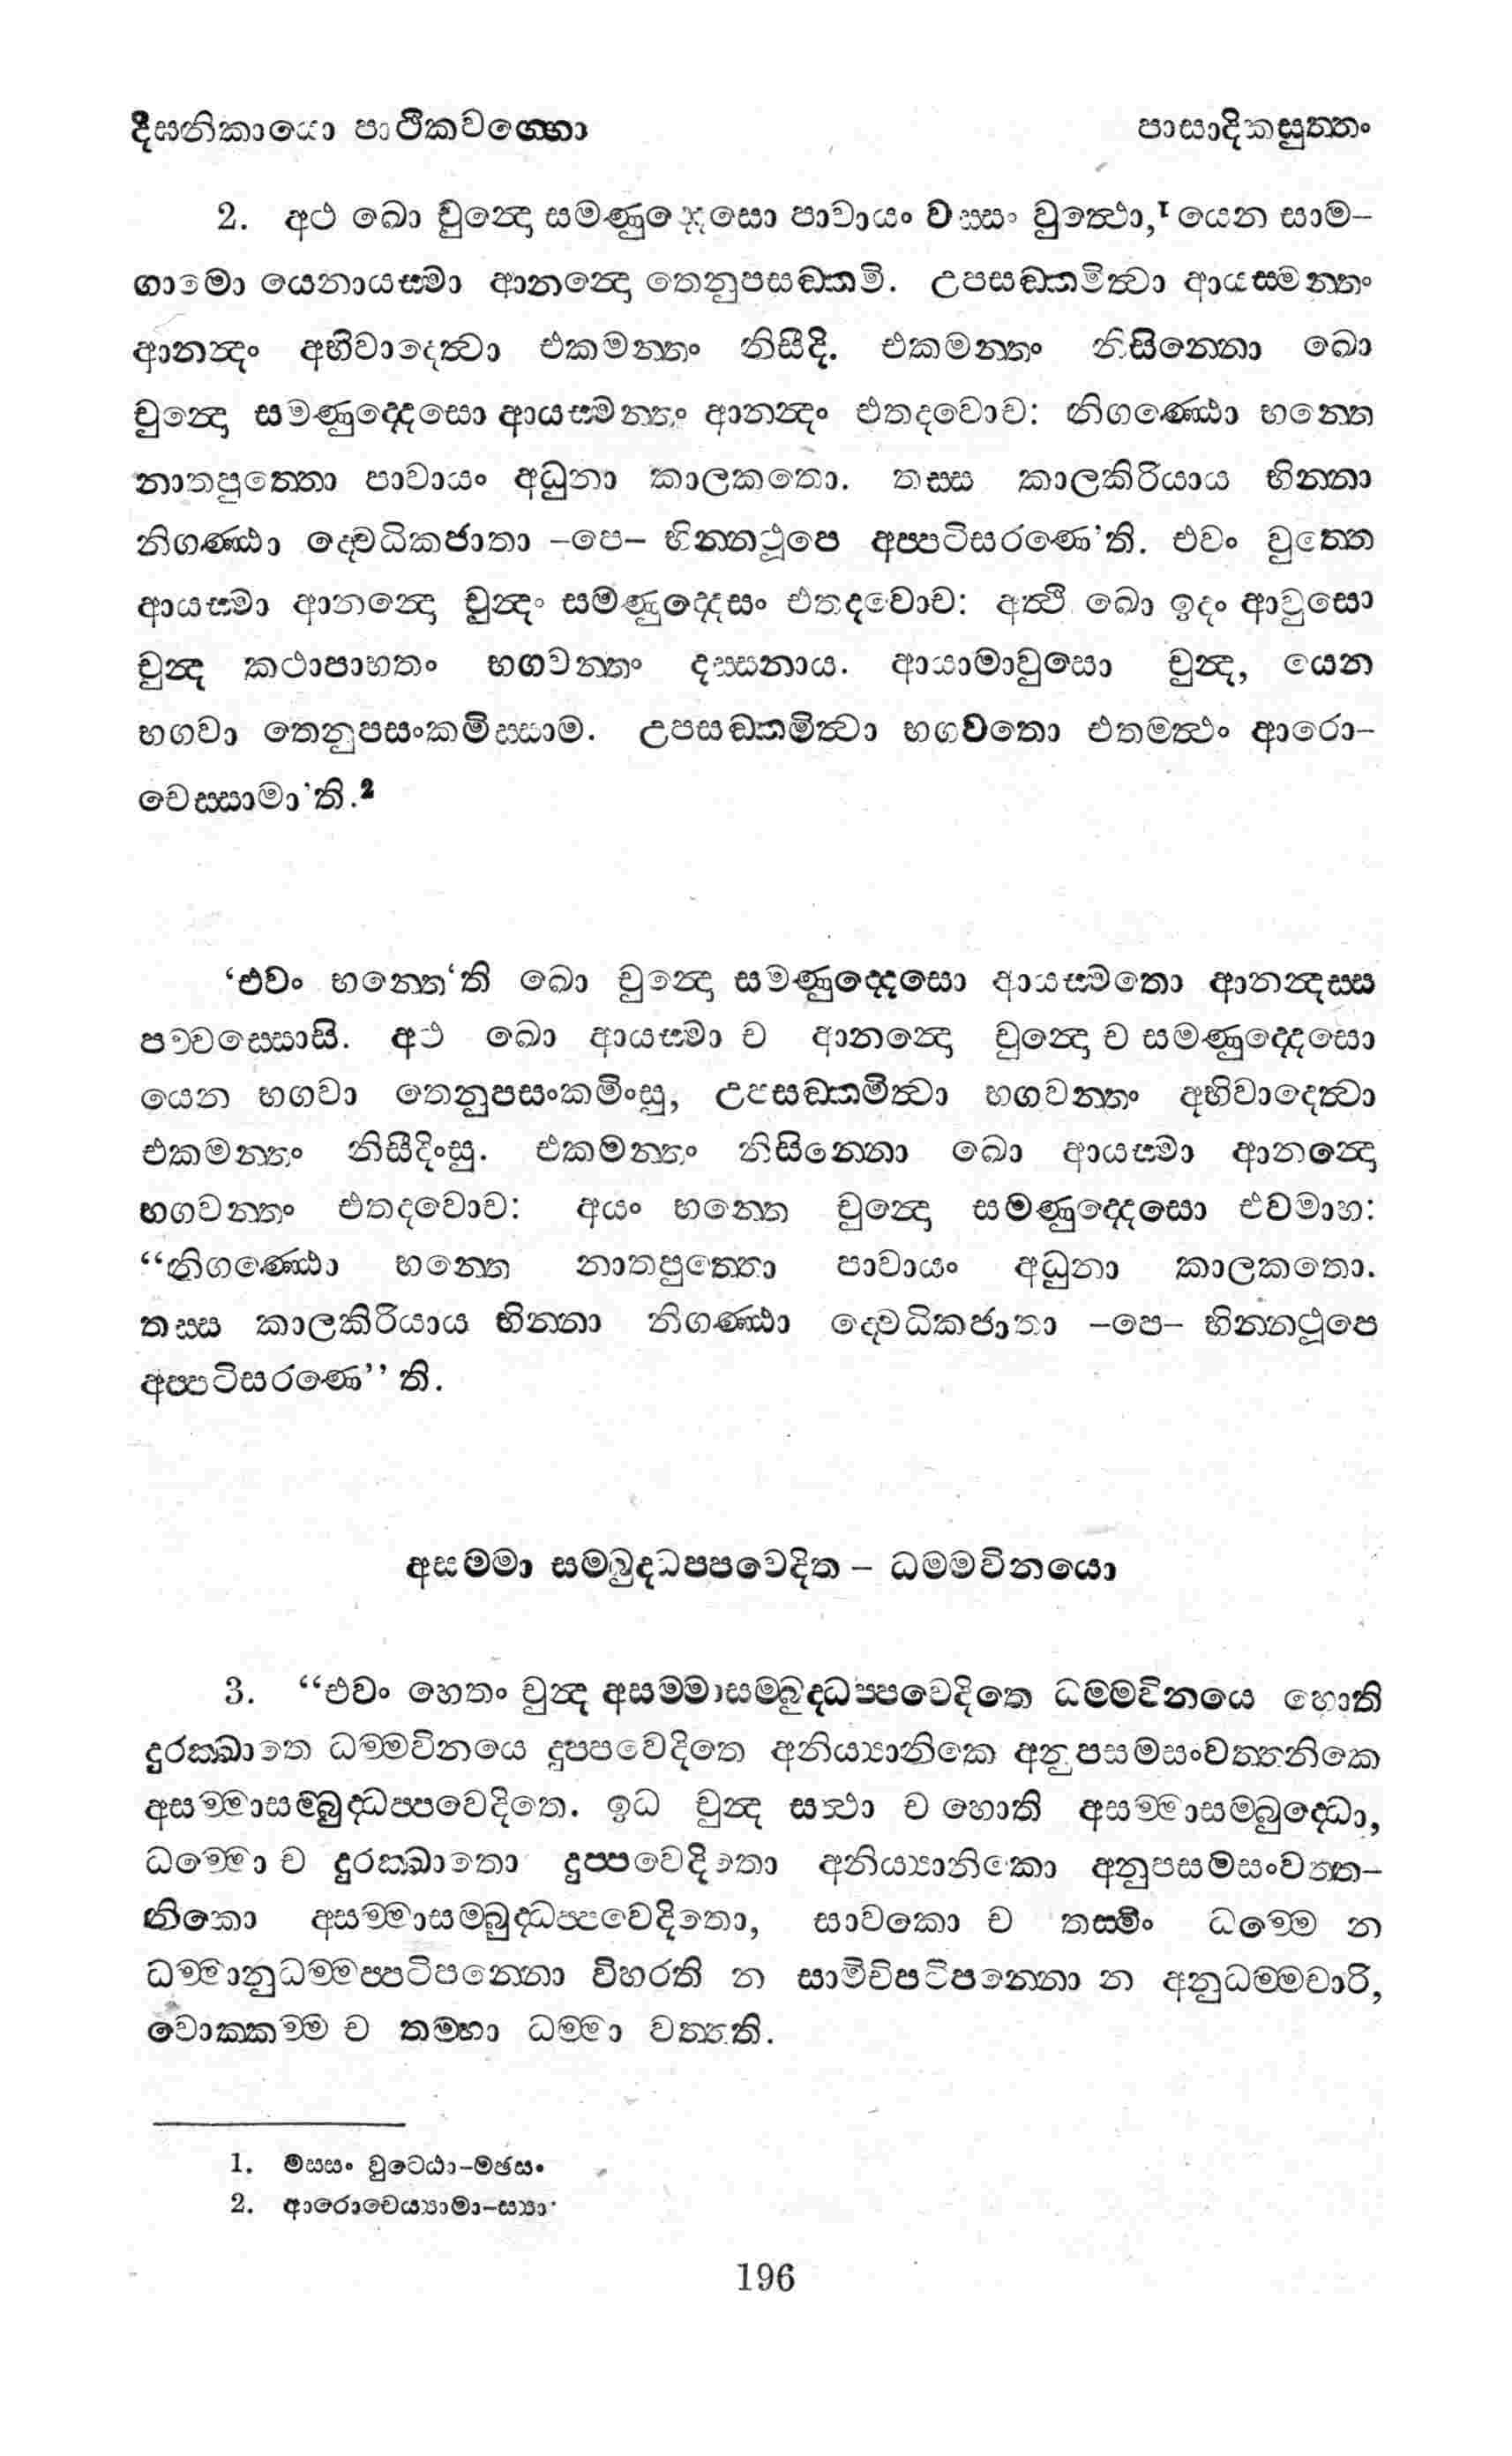 දීඝනිකායො පාථිකවග්ගො පාසාදිකසුත්තං
2. අථ ඛො චුන්දො සමණුද්දෙසො පාවායං වස්සං වුත්ථො,1 යෙන සාම-
ගාමො යෙනායස්මා ආනන්දො තෙනුපසඞ්කමි. උපසඞ්කමිත්වා ආයස්මන්තං
ආනන්දං අභිවාදෙත්වා එකමන්තං නිසීදි. එකමන්තං නිසින්නො ඛො
චුන්දො සමණුද්දෙසො ආයස්මන්තං ආනන්දං එතදවොච: නිගණ්ඨො භන්තෙ
නාතපුත්තො පාවායං අධුනා කාලකතො. තස්ස කාලකිරියාය භින්නා
නිගණ්ඨා ද්වෙධිකජාතා -පෙ- භින්නථූපෙ අප්පටිසරණෙ’ති. එවං වුත්තෙ
ආයස්මා ආනන්දො චුන්දං සමණුද්දෙසං එතදවොච: අත්ථි ඛො ඉදං ආවුසො
චුන්ද කථාපාභතං භගවන්තං දස්සනාය. ආයාමාවුසො චුන්ද, යෙන
භගවා තෙනුපසංකමිස්සාම. උපසඞ්කමිත්වා භගවතො එතමත්ථං ආරො-
චෙස්සාමා’ති.2
‘එවං භන්තෙ‘ති ඛො චුන්දො සමණුද්දෙසො ආයස්මතො ආනන්දස්ස
පච්චස්සොසි. අථ ඛො ආයස්මා ච ආනන්දො චුන්දො ච සමණුද්දෙසො
යෙන භගවා තෙනුපසංකමිංසු, උපසඞ්කමිත්වා භගවන්තං අභිවාදෙත්වා
එකමන්තං නිසීදිංසු. එකමන්තං නිසින්නො ඛො ආයස්මා ආනන්දො
භගවන්තං එතදවොච: අයං භන්තෙ චුන්දො සමණුද්දෙසො එවමාහ:
“නිගණ්ඨො භන්තෙ නාතපුත්තො පාවායං අධුනා කාලකතො.
තස්ස කාලකිරියාය භින්නා නිගණ්ඨා ද්වෙධිකජාතා -පෙ- භින්නථූපෙ
අප්පටිසරණෙ” ති.
අසම්මා සම්බුද්ධප්පවෙදිත - ධම්මවිනයො
3. “එවං හෙතං චුන්ද අසම්මාසම්බුද්ධප්පවෙදිතෙ ධම්මවිනයෙ හොති
දුරක්ඛාතෙ ධම්මවිනයෙ දුප්පවෙදිතෙ අනිය්‍යානිකෙ අනුපසමසංවත්තනිකෙ
අසම්මාසම්බුද්ධප්පවෙදිතෙ. ඉධ චුන්ද සත්ථා ච හොති අසම්මාසම්බුද්ධො,
ධම්මො ච දුරක්ඛාතො දුප්පවෙදිතො අනිය්‍යානිකො අනුපසමසංවත්ත-
නිකො අසම්මාසම්බුද්ධප්පවෙදිතො, සාවකො ච තස්මිං ධම්මෙ න
ධම්මානුධම්මප්පටිපන්නො විහරති න සාමිචිපටිපන්නො න අනුධම්මචාරි,
වොක්කම්ම ච තම්හා ධම්මා වත්තති.
1. මස්සං වුට්ඨො-මඡසං
2. ආරොචෙය්‍යාමා-ස්‍යා
196